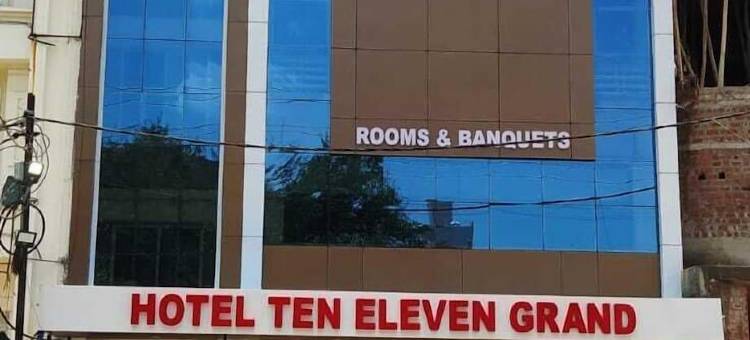 ROOMS & BANQUETS
HOTEL TEN ELEVEN GRAND